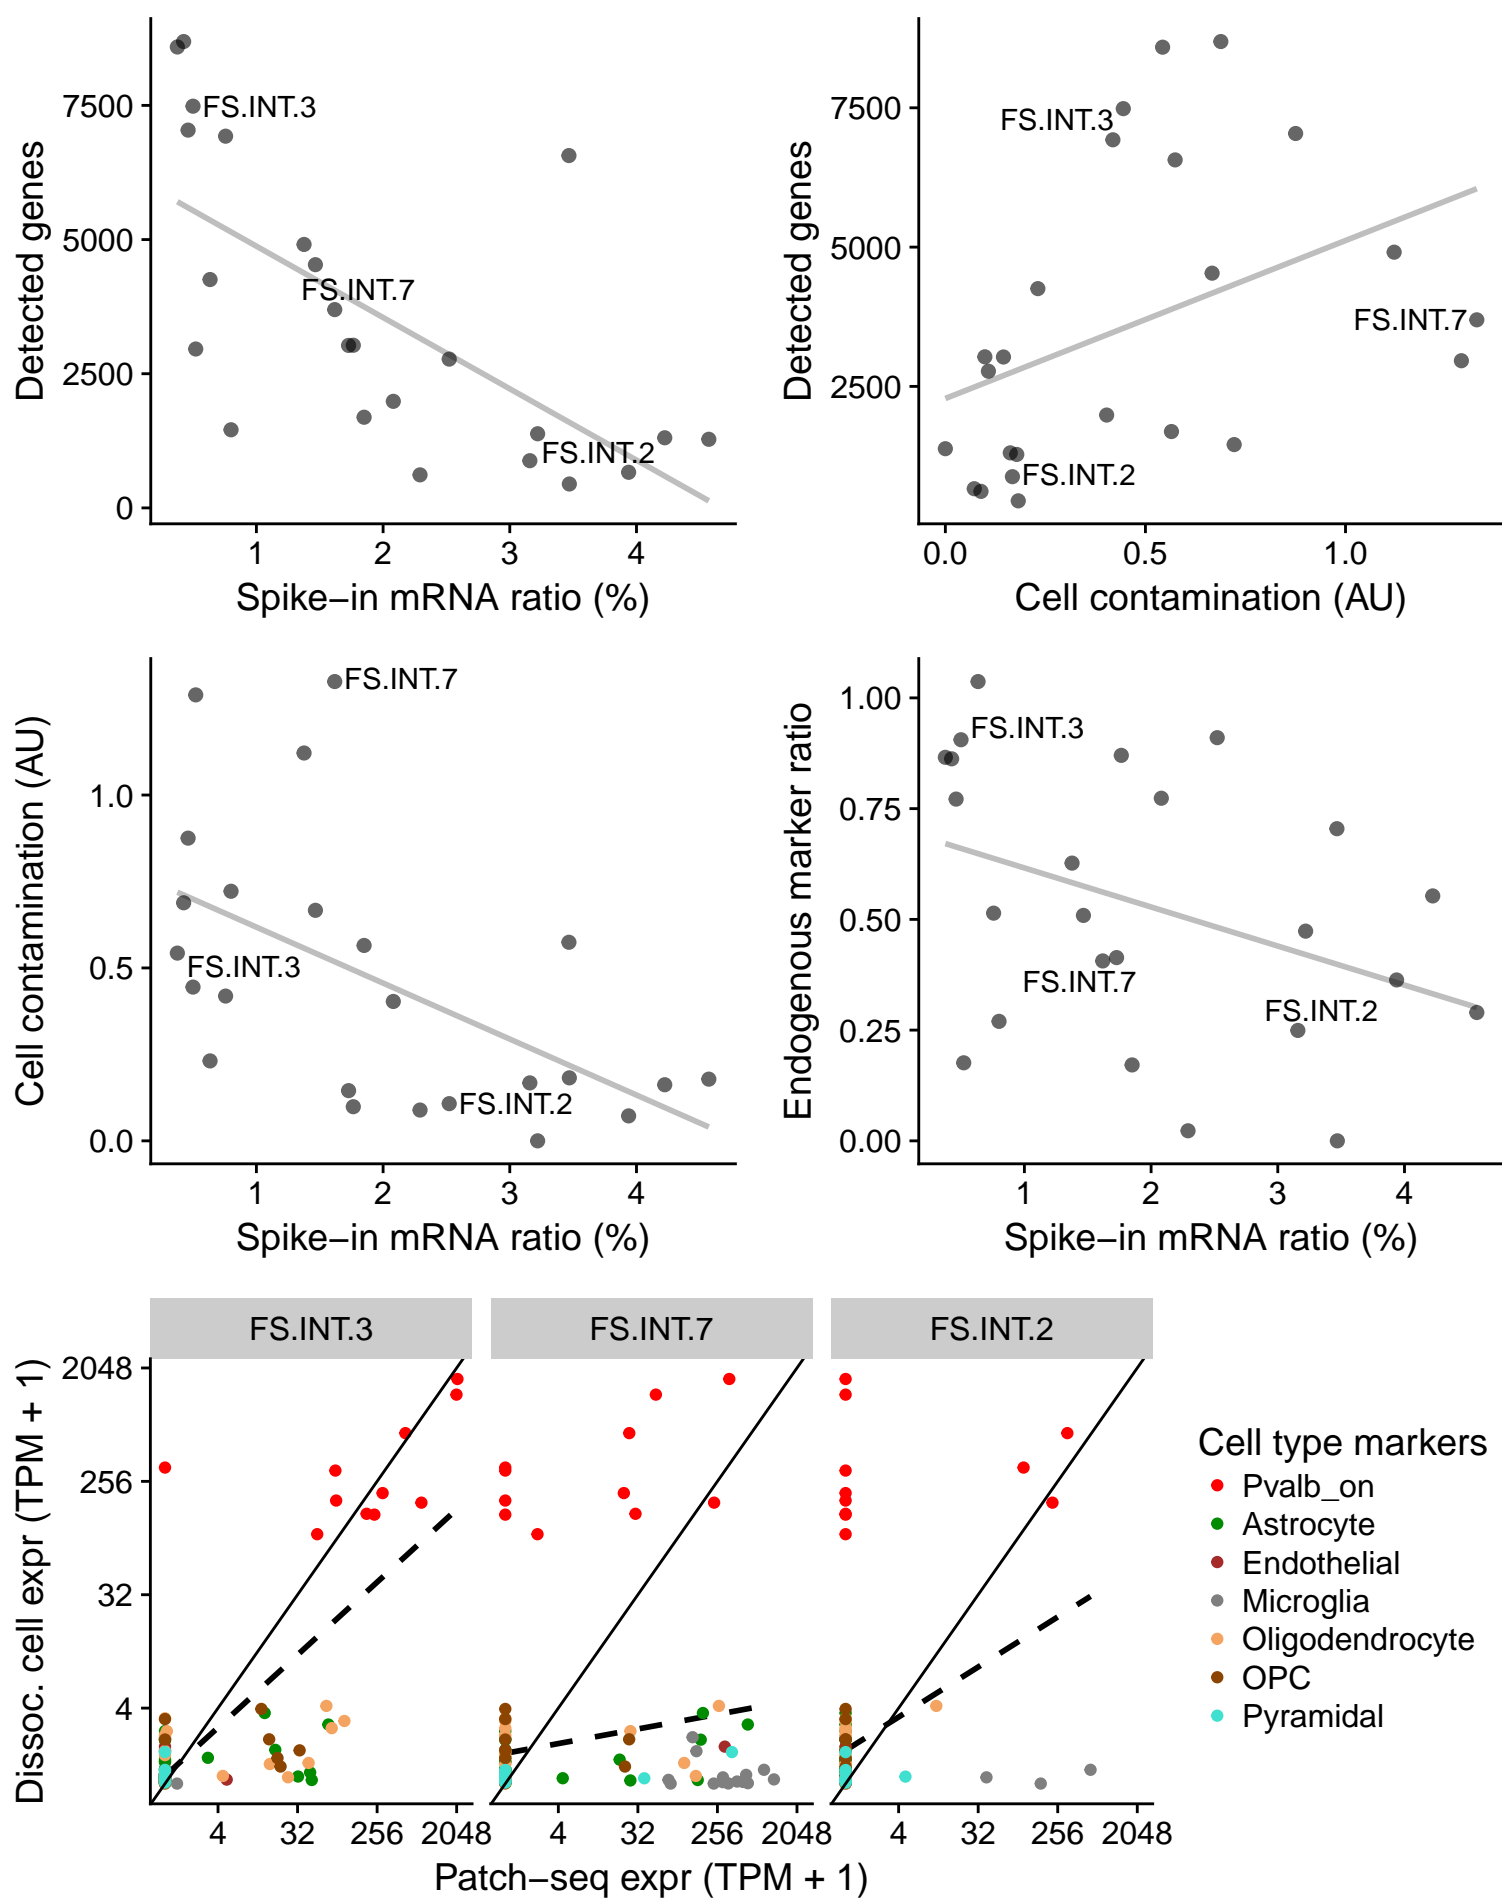 Detected genes
7500
5000
2500
0
FS.INT.3
FS.INT.7
FS.INT.2
1 2 3 4
Spike−in mRNA ratio (%)
Detected genes
7500
5000
2500
FS.INT.3
FS.INT.7
FS.INT.2
0.0 0.5 1.0
Cell contamination (AU)
Cell contamination (AU)
1.0
0.5
0.0
FS.INT.7
FS.INT.3
FS.INT.2
1 2 3 4
Spike−in mRNA ratio (%)
Endogenous marker ratio
1.00
0.75
0.50
0.25
0.00
FS.INT.3
FS.INT.7
FS.INT.2
1 2 3 4
Spike−in mRNA ratio (%)
FS.INT.3 FS.INT.7 FS.INT.2
Dissoc. cell expr (TPM + 1)
2048
256
32
4
4 32 256 2048 4 32 256 2048 4 32 256 2048
Patch−seq expr (TPM + 1)
Cell type markers
Pvalb_on
Astrocyte
Endothelial
Microglia
Oligodendrocyte
OPC
Pyramidal